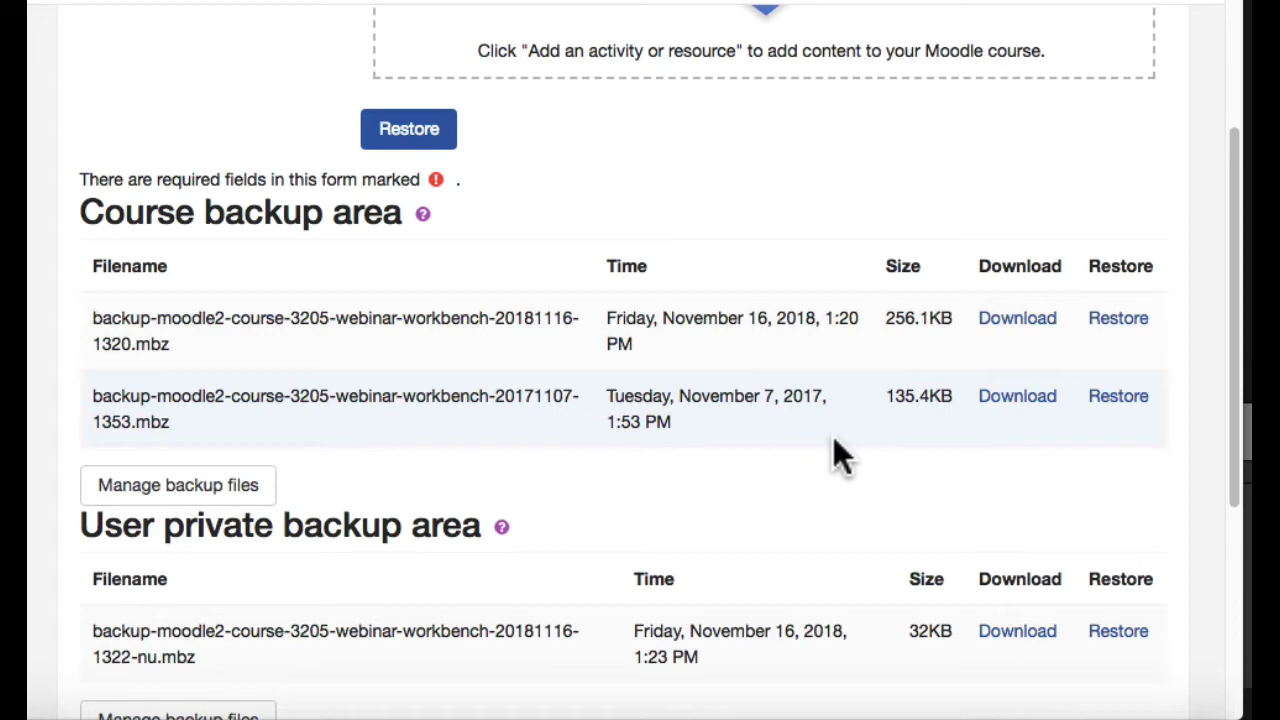 Click "Add an activity or resource" to add content to your Moodle course.
Restore
There are required fields in this form marked ! .
Course backup area ?
Filename Time Size Download Restore
backup-moodle2-course-3205-webinar-workbench-20181116- Friday, November 16, 2018, 1:20 256.1KB Download Restore
1320.mbz PM
backup-moodle2-course-3205-webinar-workbench-20171107- Tuesday, November 7, 2017, 135.4KB Download Restore
1353.mbz 1:53 PM
Manage backup files
User private backup area ?
Filename Time Size Download Restore
backup-moodle2-course-3205-webinar-workbench-20181116- Friday, November 16, 2018, 32KB Download Restore
1322-nu.mbz 1:23 PM
Manage backup files